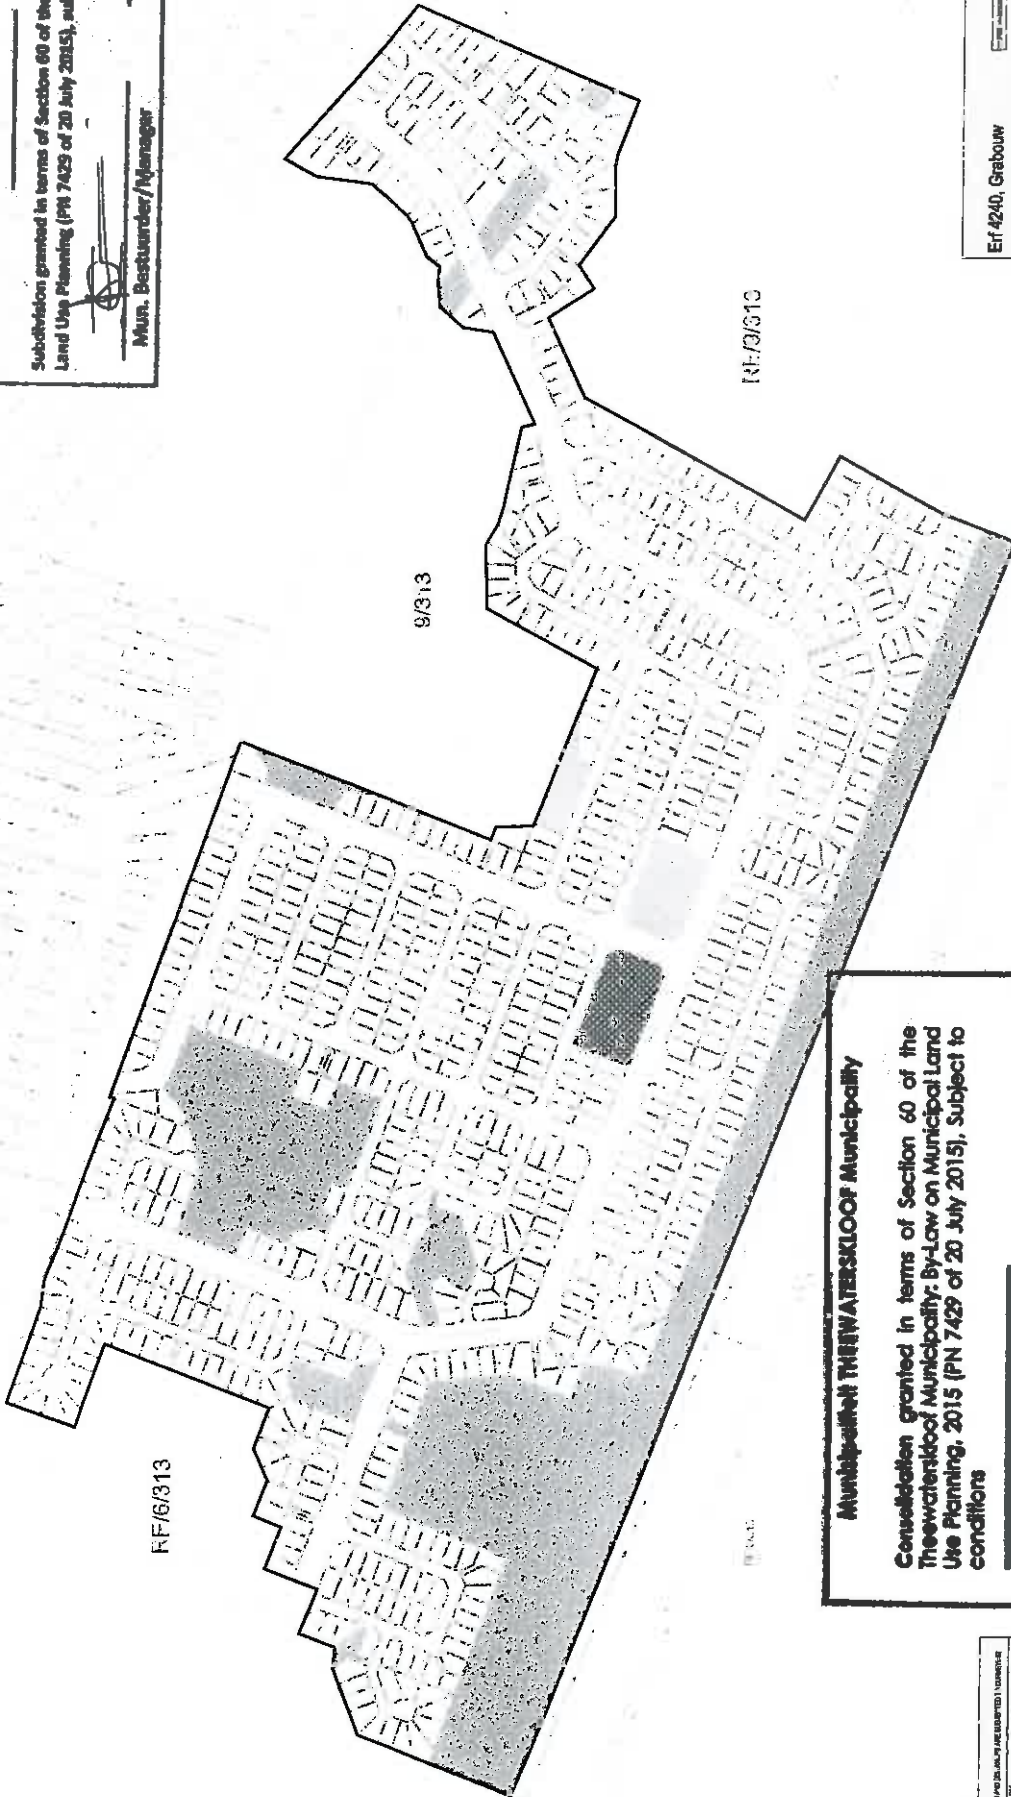 Subdivision granted in terms of Section 60 of the
Land Use Planning (PN 7429 of 20 July 2015),
Mun. Bestuurder/Manager
9/313
RE/3/313
RE/6/313
Erf 4240, Grabouw
Munisipaliteit THEEWATERSKLOOF Municipality
Consolidation granted in terms of Section 60 of the
Theewaterskloof Municipality: By-Law on Municipal Land
Use Planning, 2015 (PN 7429 of 20 July 2015), Subject to
conditions